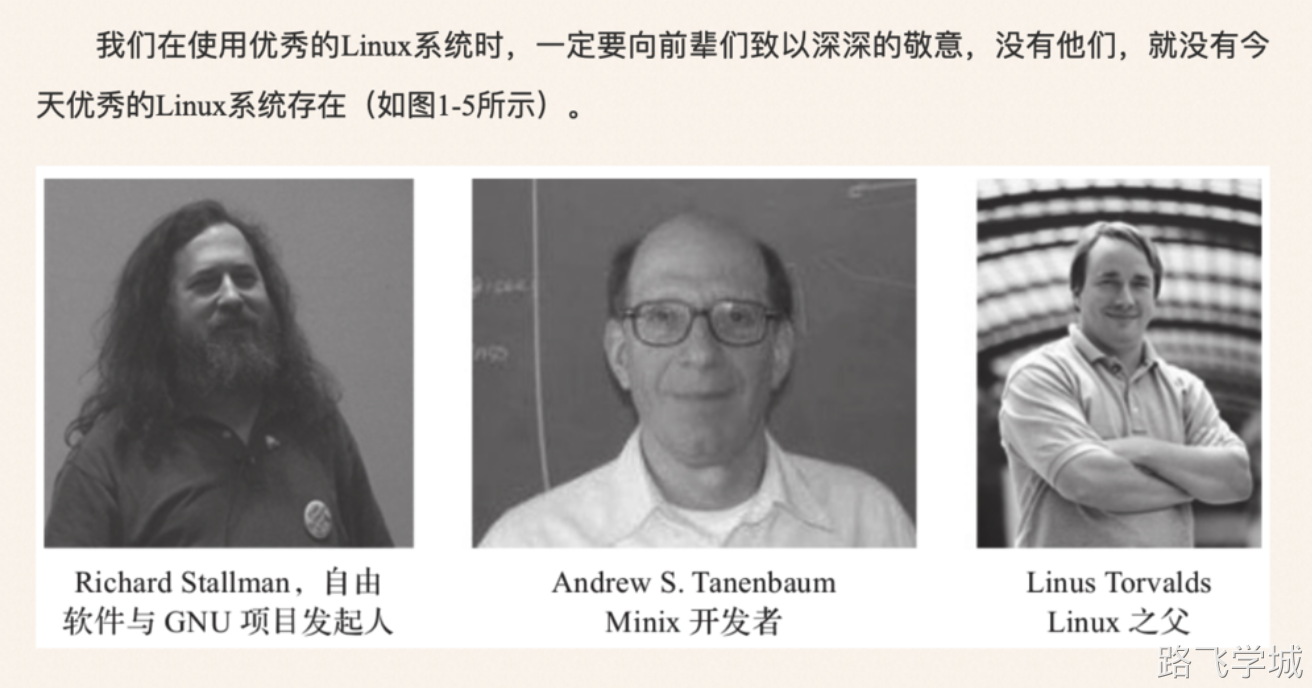 我们在使用优秀的Linux系统时，一定要向前辈们致以深深的敬意，没有他们，就没有今
天优秀的Linux系统存在（如图1-5所示）。
Richard Stallman，自由
软件与 GNU 项目发起人
Andrew S. Tanenbaum
Minix 开发者
Linus Torvalds
Linux 之父
路飞学城